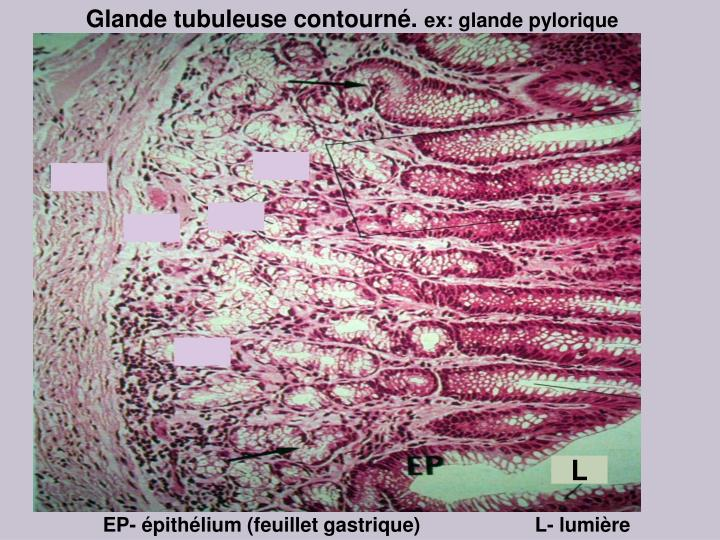 Glande tubuleuse contourné. ex: glande pylorique
EP
L
EP- épithélium (feuillet gastrique) L- lumière